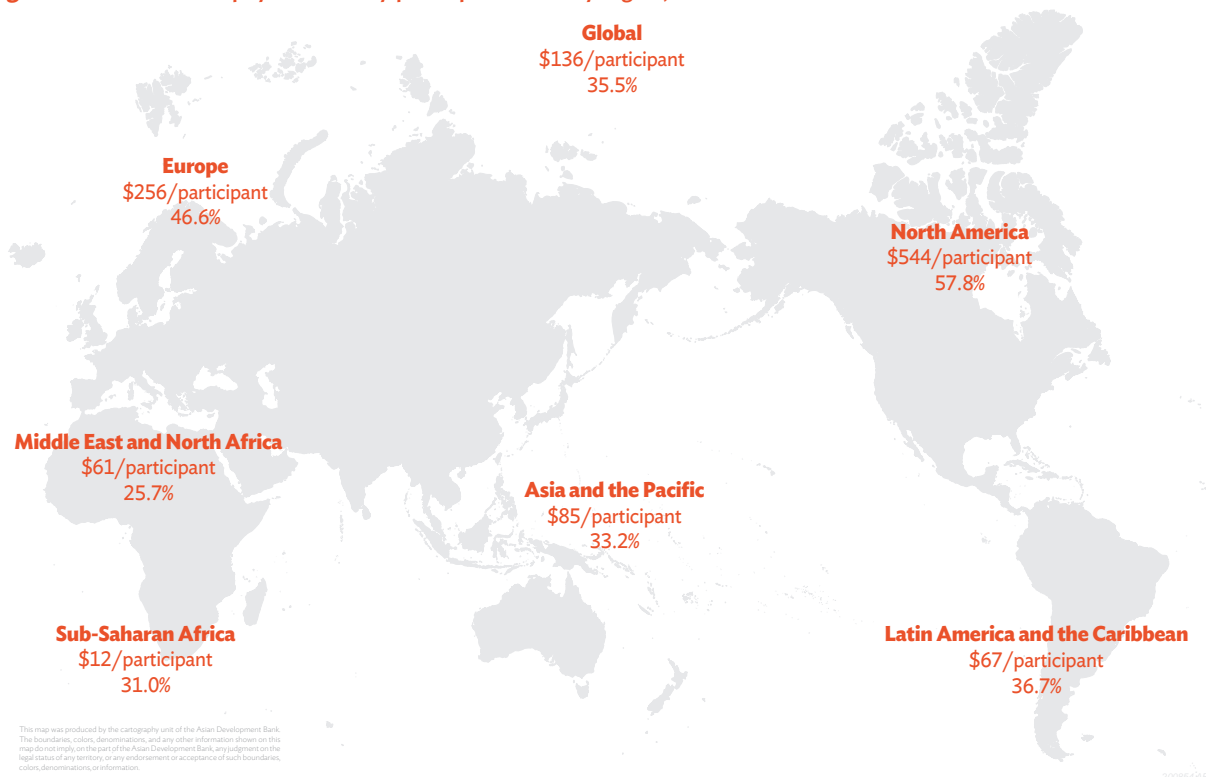 Global
$136/participant
35.5%
Europe
$256/participant
46.6%
North America
$544/participant
57.8%
Middle East and North Africa
$61/participant
25.7%
Asia and the Pacific
$85/participant
33.2%
Sub-Saharan Africa
$12/participant
31.0%
Latin America and the Caribbean
$67/participant
36.7%
This map was produced by the cartography unit of the Asian Development Bank.
The boundaries, colors, denominations, and any other information shown on this
map do not imply, on the part of the Asian Development Bank, any judgment on the
legal status of any territory, or any endorsement or acceptance of such boundaries,
colors, denominations, or information.